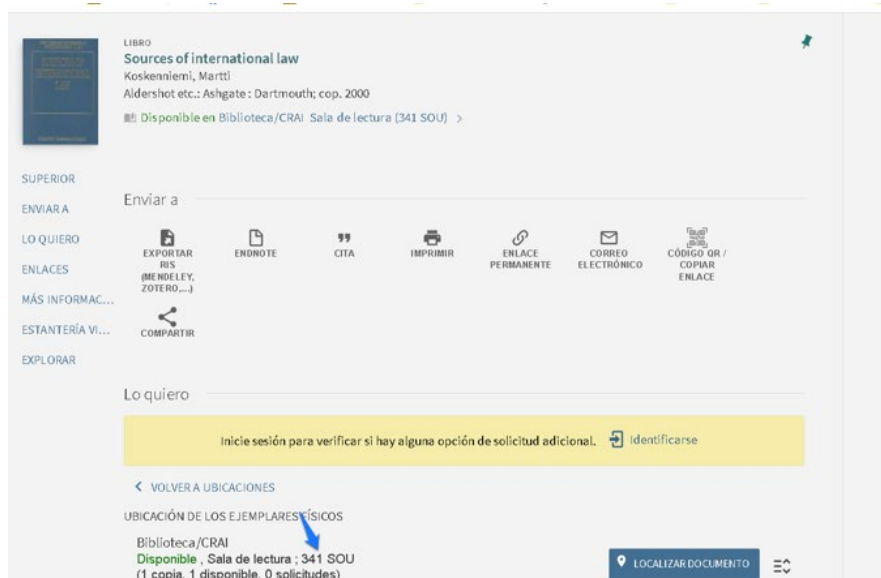 LIBRO
Sources of international law
Koskenniemi, Martti
Aldershot etc.: Ashgate : Dartmouth; cop. 2000
Disponible en Biblioteca/CRAI Sala de lectura (341 SOU) >
SUPERIOR
ENVIAR A
LO QUIERO
ENLACES
MÁS INFORMAC...
ESTANTERÍA VI...
EXPLORAR
Enviar a
EXPORTAR
RIS
(MENDELEY,
ZOTERO,...)
ENDNOTE
CITA
IMPRIMIR
ENLACE
PERMANENTE
CORREO
ELECTRÓNICO
CÓDIGO QR /
COPIAR
ENLACE
COMPARTIR
Lo quiero
Inicie sesión para verificar si hay alguna opción de solicitud adicional. Identificarse
VOLVER A UBICACIONES
UBICACIÓN DE LOS EJEMPLARES FÍSICOS
Biblioteca/CRAI
Disponible , Sala de lectura ; 341 SOU
(1 copia, 1 disponible, 0 solicitudes)
LOCALIZAR DOCUMENTO